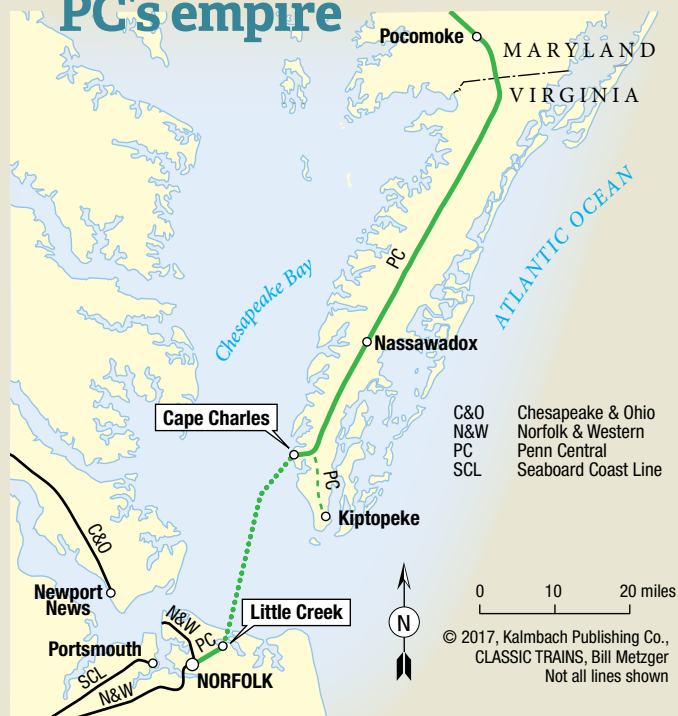 PC's empire
Pocomoke
MARYLAND
VIRGINIA
ATLANTIC OCEAN
Chesapeake Bay
PC
Nassawadox
Cape Charles
PC
Kiptopeke
C&O Chesapeake & Ohio
N&W Norfolk & Western
PC Penn Central
SCL Seaboard Coast Line
C&O
Newport
News
N&W
PC
Little Creek
Portsmouth
NORFOLK
SCL
N&W
N
0 10 20 miles
© 2017, Kalmbach Publishing Co.,
CLASSIC TRAINS, Bill Metzger
Not all lines shown